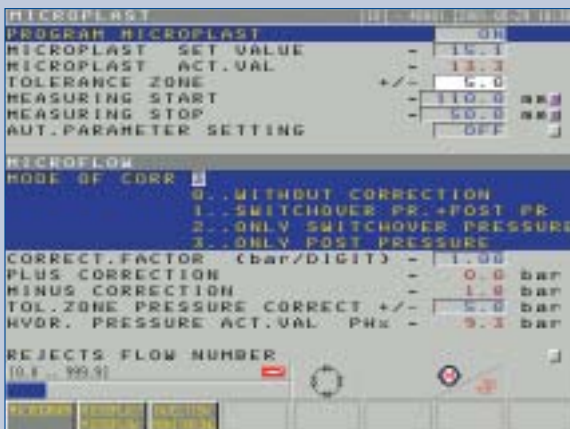 MICROPLAST
PROGRAM MICROPLAST ON
MICROPLAST SET VALUE - 15.1
MICROPLAST ACT.VAL - 13.3
TOLERANCE ZONE +/- 5.0
MEASURING START - 110.0 mm
MEASURING STOP - 50.0 mm
AUT.PARAMETER SETTING OFF
MICROFLOW
MODE OF CORR 0
0..WITHOUT CORRECTION
1..SWITCHOVER PR.+POST PR
2..ONLY SWITCHOVER PRESSURE
3..ONLY POST PRESSURE
CORRECT.FACTOR (bar/DIGIT) - 1.00
PLUS CORRECTION - 0.0 bar
MINUS CORRECTION - 1.8 bar
TOL.ZONE PRESSURE CORRECT +/- 5.0 bar
HYDR. PRESSURE ACT.VAL PHx - 9.3 bar
REJECTS FLOW NUMBER
[0.0 .. 999.9]